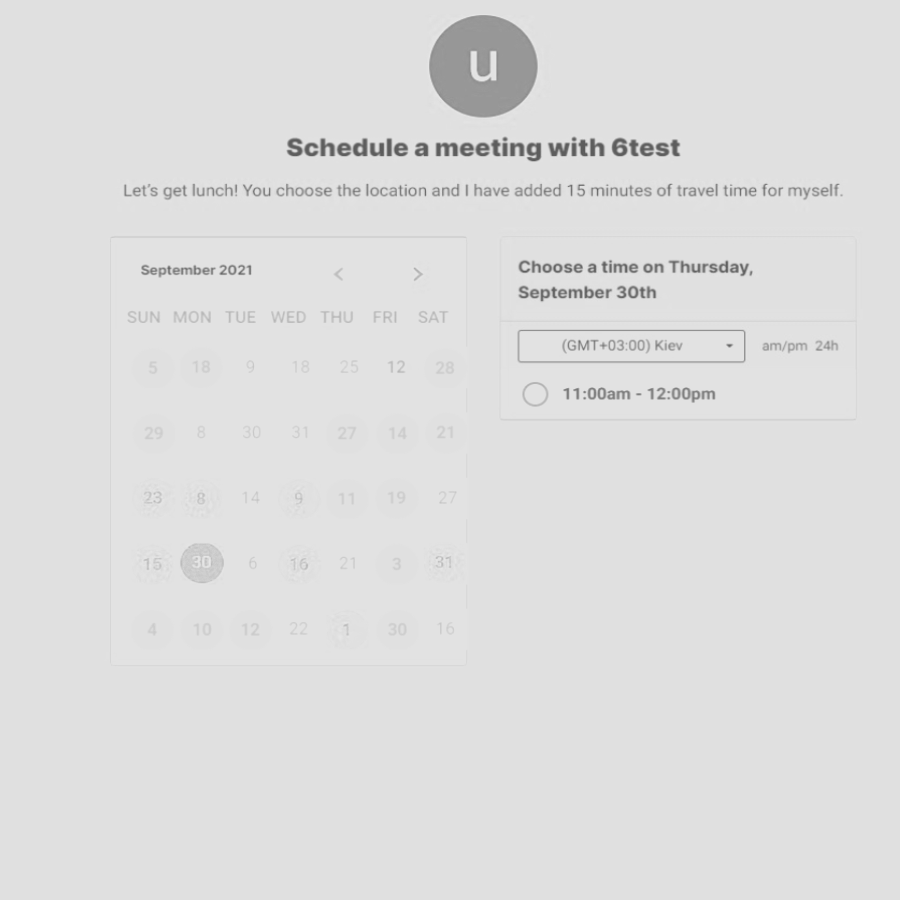 u
Schedule a meeting with 6test
Let's get lunch! You choose the location and I have added 15 minutes of travel time for myself.
September 2021 < >
SUN MON TUE WED THU FRI SAT
5 18 9 18 25 12 28
29 8 30 31 27 14 21
23 8 14 9 11 19 27
15 30 6 16 21 3 31
4 10 12 22 1 30 16
Choose a time on Thursday,
September 30th
(GMT+03:00) Kiev am/pm 24h
11:00am - 12:00pm